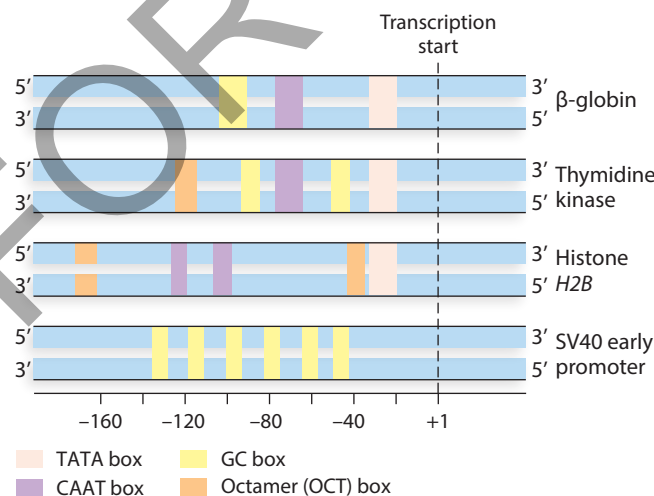 Transcription
start
5′ 3′
3′ 5′
β-globin
5′ 3′
3′ 5′
Thymidine
kinase
5′ 3′
3′ 5′
Histone
H2B
5′ 3′
3′ 5′
SV40 early
promoter
–160 –120 –80 –40 +1
TATA box GC box
CAAT box Octamer (OCT) box